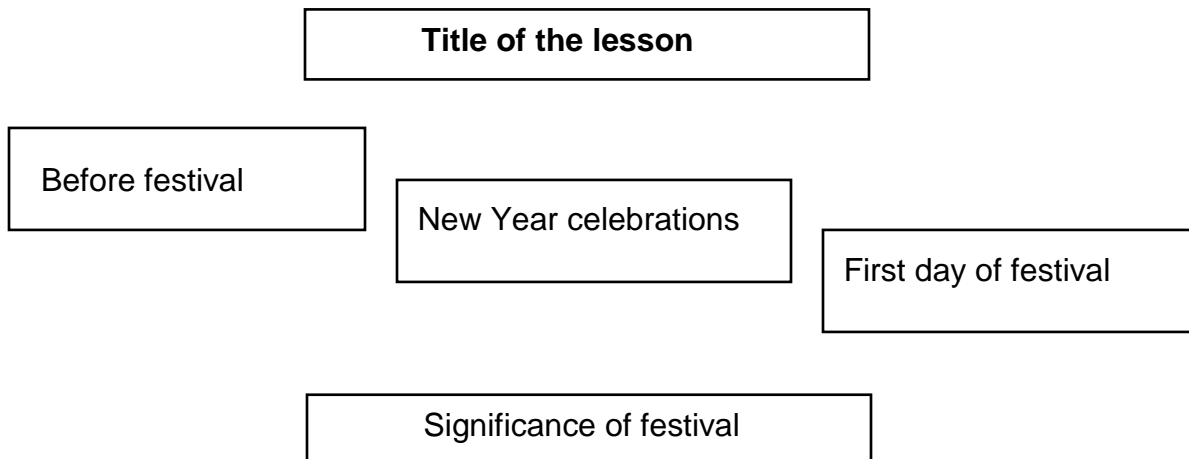 Title of the lesson
Before festival
New Year celebrations
First day of festival
Significance of festival